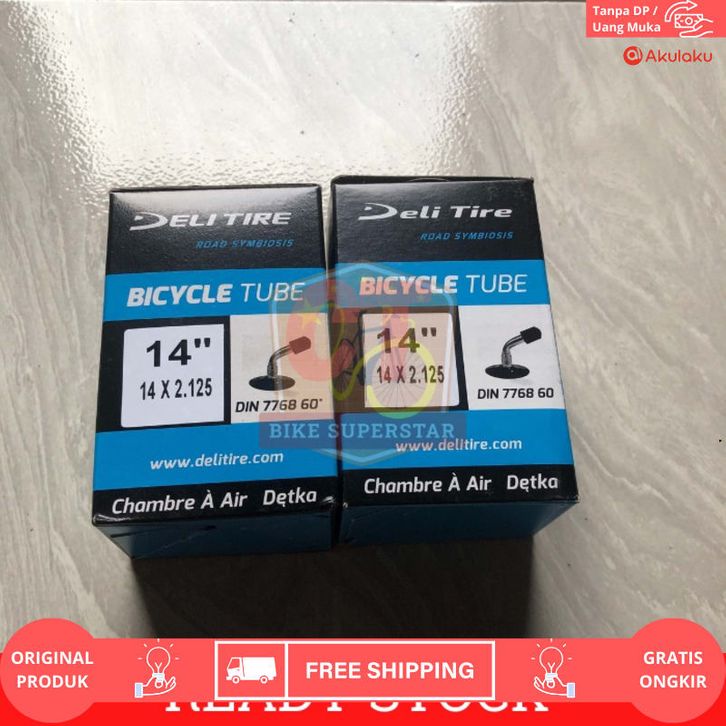 Tanpa DP /
Uang Muka
Akulaku
DELI TIRE
ROAD SYMBIOSIS
BICYCLE TUBE
14"
14 X 2.125
DIN 7768 60°
www.delitire.com
Chambre À Air Dętka
Deli Tire
ROAD SYMBIOSIS
BICYCLE TUBE
14"
14 X 2.125
DIN 7768 60
www.delitire.com
Chambre À Air Dętka
BIKE SUPERSTAR
ORIGINAL
PRODUK
FREE SHIPPING
GRATIS
ONGKIR
READY STOCK